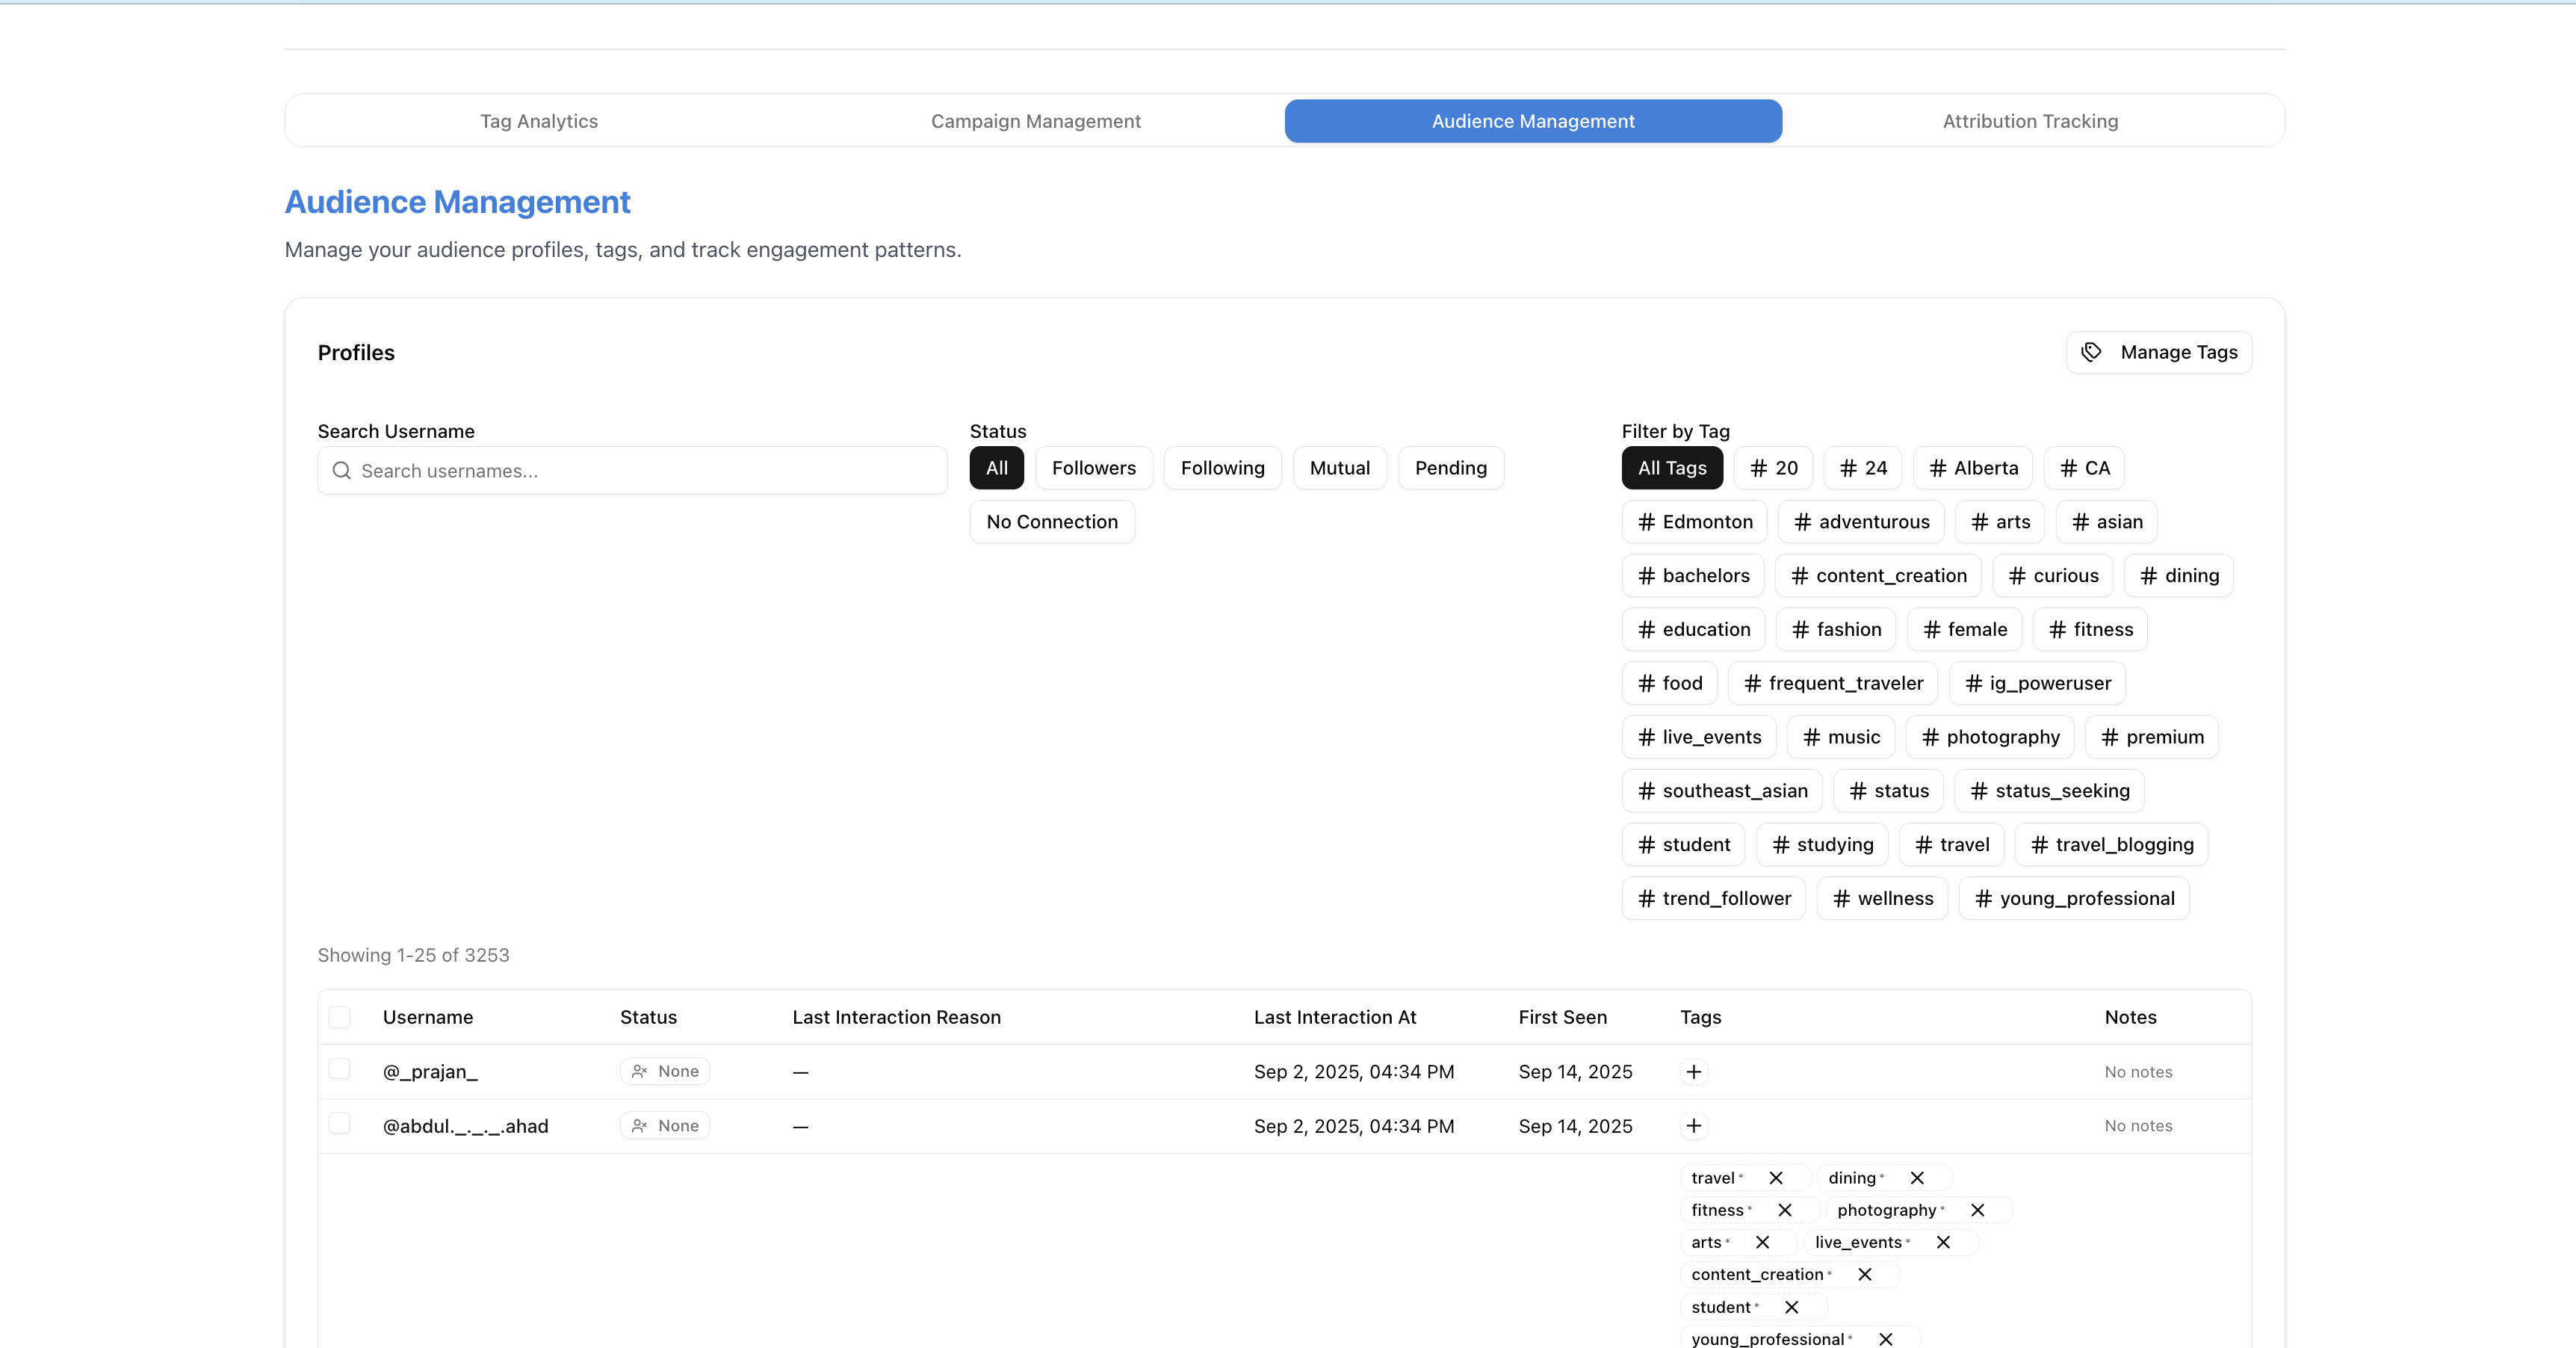 Tag Analytics
Campaign Management
Audience Management
Attribution Tracking
Audience Management
Manage your audience profiles, tags, and track engagement patterns.
Profiles
Manage Tags
Search Username
Search usernames...
Status
All Followers Following Mutual Pending
No Connection
Filter by Tag
All Tags # 20 # 24 # Alberta # CA
# Edmonton # adventurous # arts # asian
# bachelors # content_creation # curious # dining
# education # fashion # female # fitness
# food # frequent_traveler # ig_poweruser
# live_events # music # photography # premium
# southeast_asian # status # status_seeking
# student # studying # travel # travel_blogging
# trend_follower # wellness # young_professional
Showing 1-25 of 3253
Username Status Last Interaction Reason Last Interaction At First Seen Tags Notes
@_prajan_ None — Sep 2, 2025, 04:34 PM Sep 14, 2025 + No notes
@abdul._._._.ahad None — Sep 2, 2025, 04:34 PM Sep 14, 2025 + No notes
travel* dining*
fitness* photography*
arts* live_events*
content_creation*
student*
young_professional*